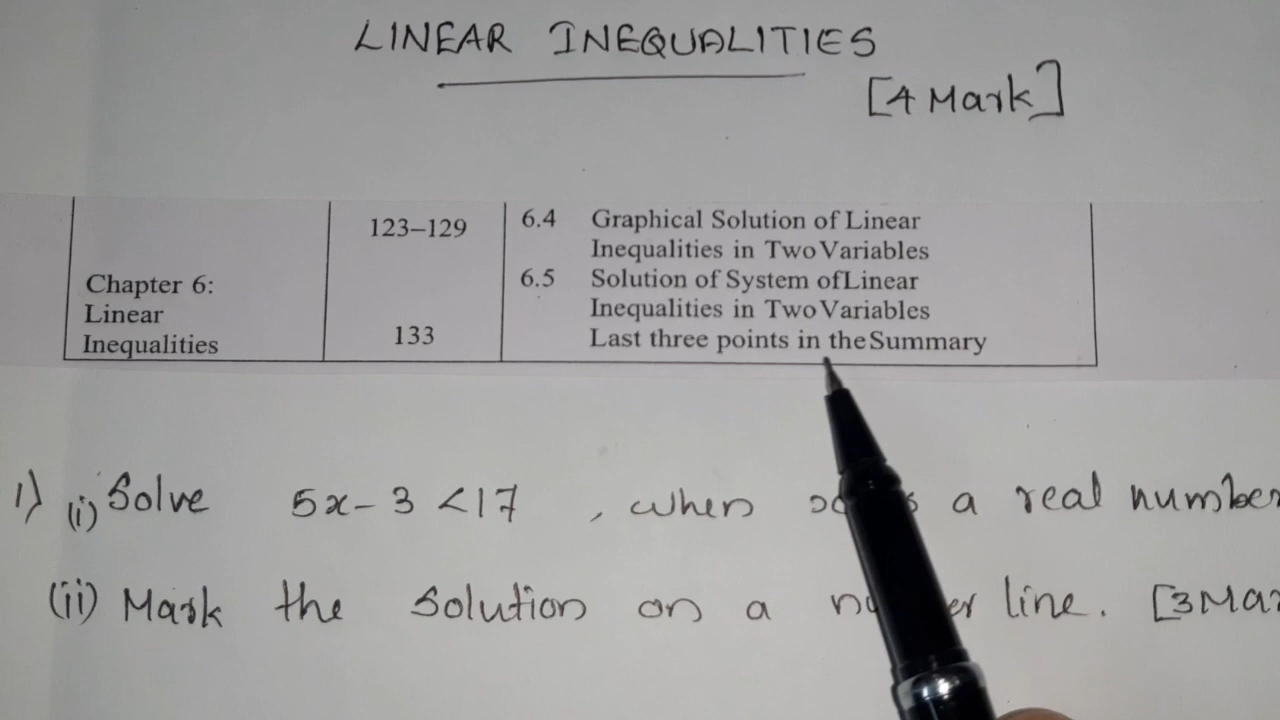 LINEAR INEQUALITIES
[4 Mark]
123–129 6.4 Graphical Solution of Linear
Inequalities in Two Variables
Chapter 6: 6.5 Solution of System of Linear
Linear Inequalities in Two Variables
Inequalities 133 Last three points in the Summary
1) (i) Solve 5x - 3 < 17 , when a real number
(ii) Mark the solution on a line. [3